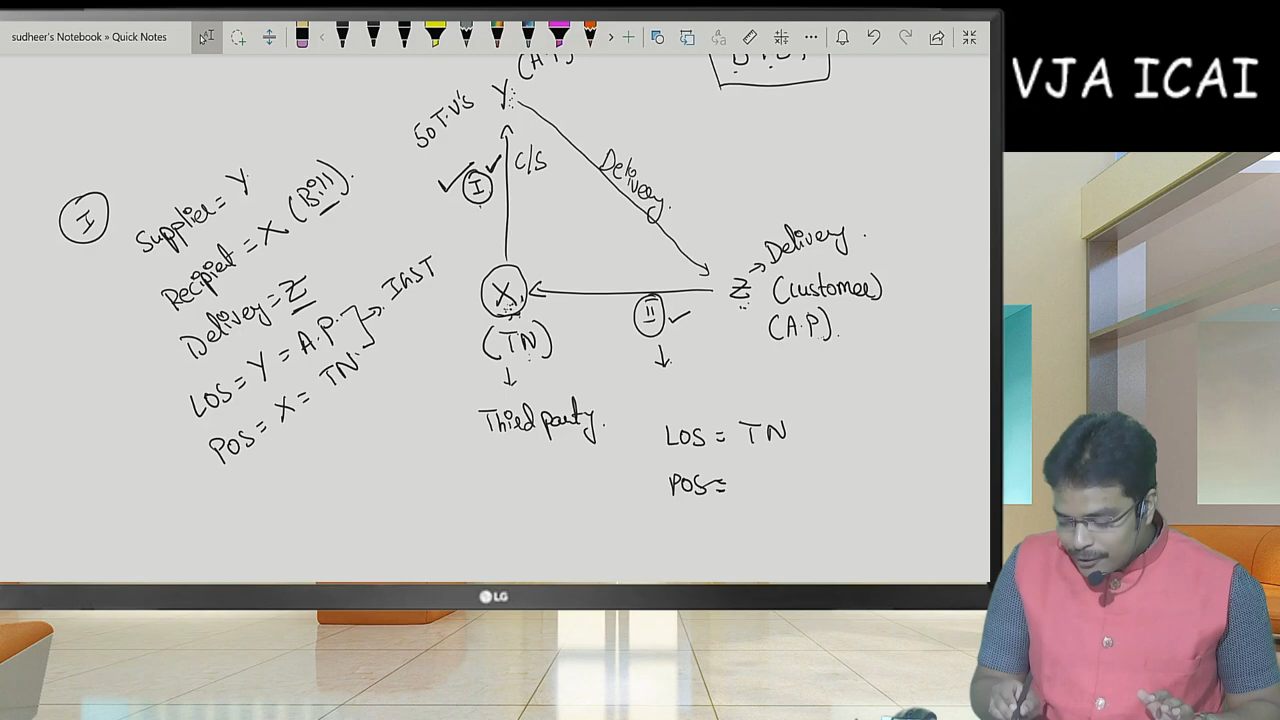 sudheer's Notebook » Quick Notes
VJA ICAI
(A.P)
Y
50 T.V's
C/S
I
Delivery
I
Supplier = Y
Recipiet = X (Bill).
Delivery = Z
LOS = Y = A.P.
POS = X = TN.
IGST
X
(TN)
Third party.
II
Z
Delivery.
(Customer)
(A.P).
LOS = TN
POS =
LG